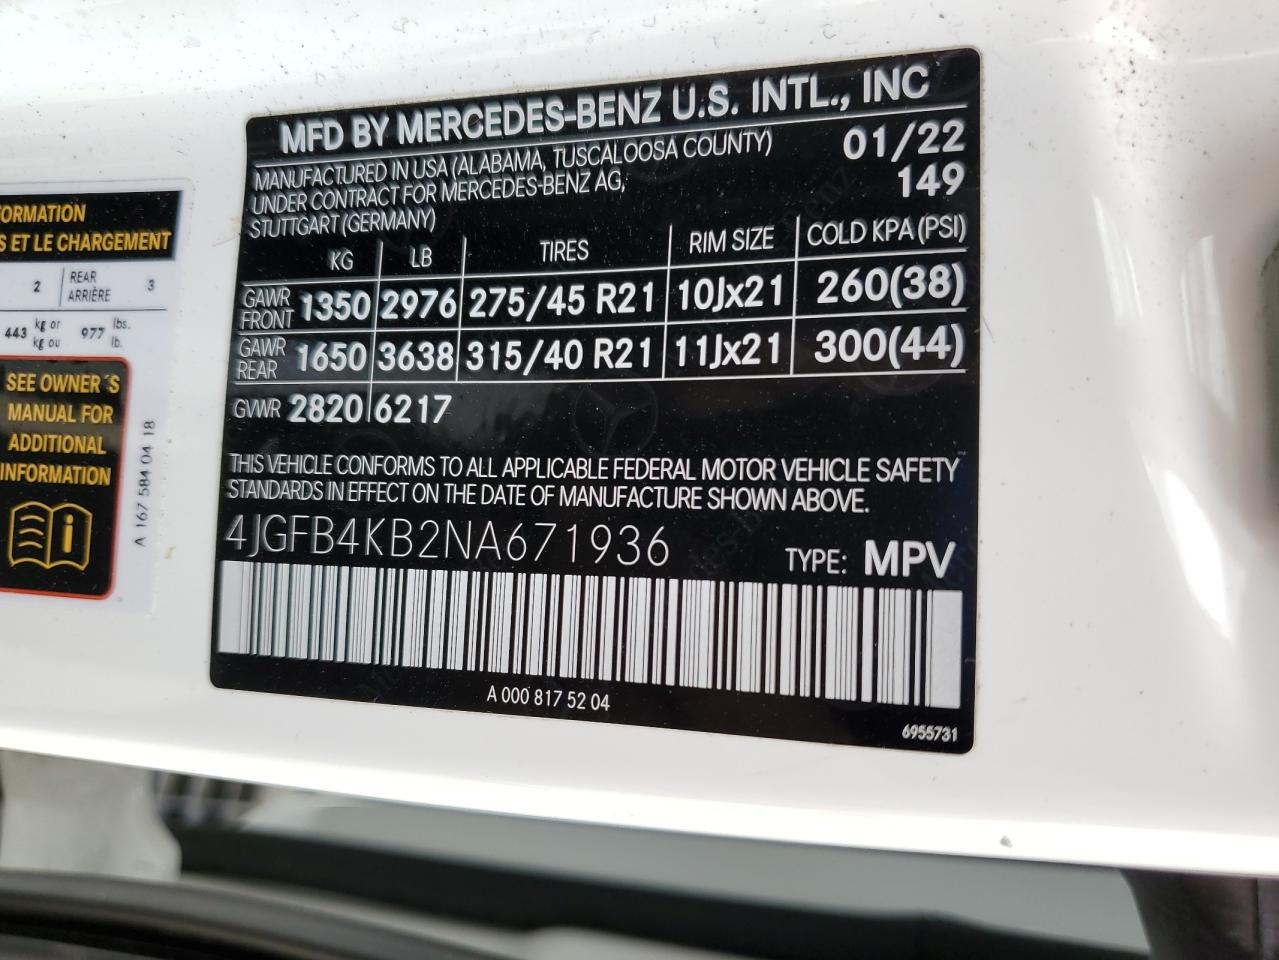 MFD BY MERCEDES-BENZ U.S. INTL., INC
MANUFACTURED IN USA (ALABAMA, TUSCALOOSA COUNTY) 01/22
UNDER CONTRACT FOR MERCEDES-BENZ AG, 149
STUTTGART (GERMANY)
KG LB TIRES RIM SIZE COLD KPA (PSI)
GAWR FRONT 1350 2976 275/45 R21 10Jx21 260(38)
GAWR REAR 1650 3638 315/40 R21 11Jx21 300(44)
GVWR 2820 6217
THIS VEHICLE CONFORMS TO ALL APPLICABLE FEDERAL MOTOR VEHICLE SAFETY
STANDARDS IN EFFECT ON THE DATE OF MANUFACTURE SHOWN ABOVE.
4JGFB4KB2NA671936 TYPE: MPV
A 000 817 52 04
6955731
ET LE CHARGEMENT
2 REAR ARRIÈRE 3
443 kg or kg ou 977 lbs. lb.
SEE OWNER´S
MANUAL FOR
ADDITIONAL
INFORMATION
A 167 584 04 18